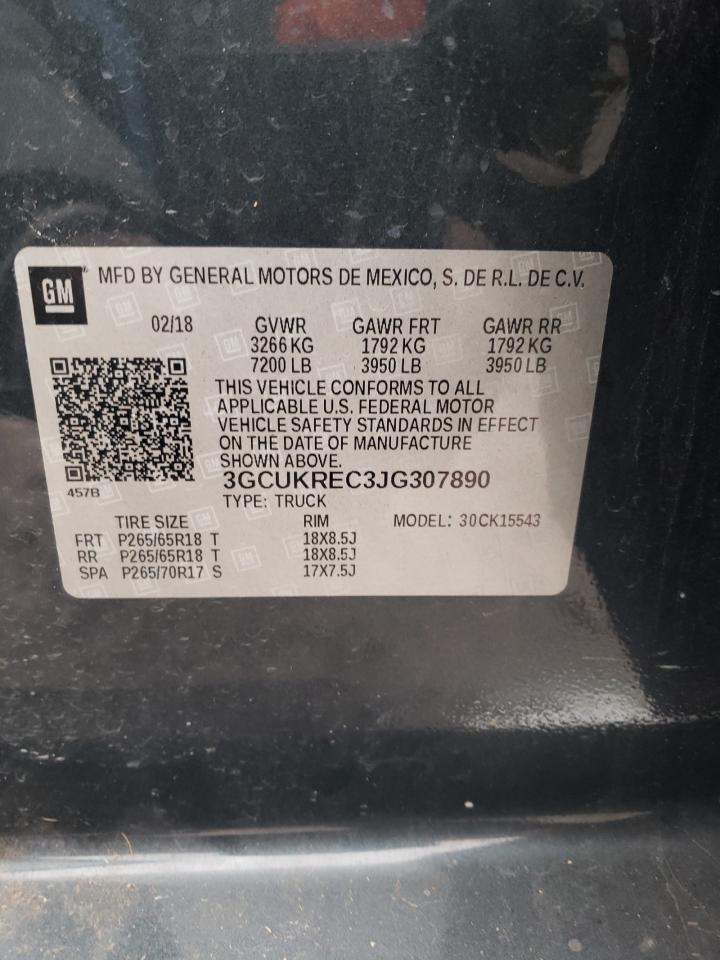 GM
MFD BY GENERAL MOTORS DE MEXICO, S. DE R.L. DE C.V.
02/18 GVWR GAWR FRT GAWR RR
3266 KG 1792 KG 1792 KG
7200 LB 3950 LB 3950 LB
THIS VEHICLE CONFORMS TO ALL
APPLICABLE U.S. FEDERAL MOTOR
VEHICLE SAFETY STANDARDS IN EFFECT
ON THE DATE OF MANUFACTURE
SHOWN ABOVE.
457B
3GCUKREC3JG307890
TYPE: TRUCK
TIRE SIZE RIM MODEL: 30CK15543
FRT P265/65R18 T 18X8.5J
RR P265/65R18 T 18X8.5J
SPA P265/70R17 S 17X7.5J